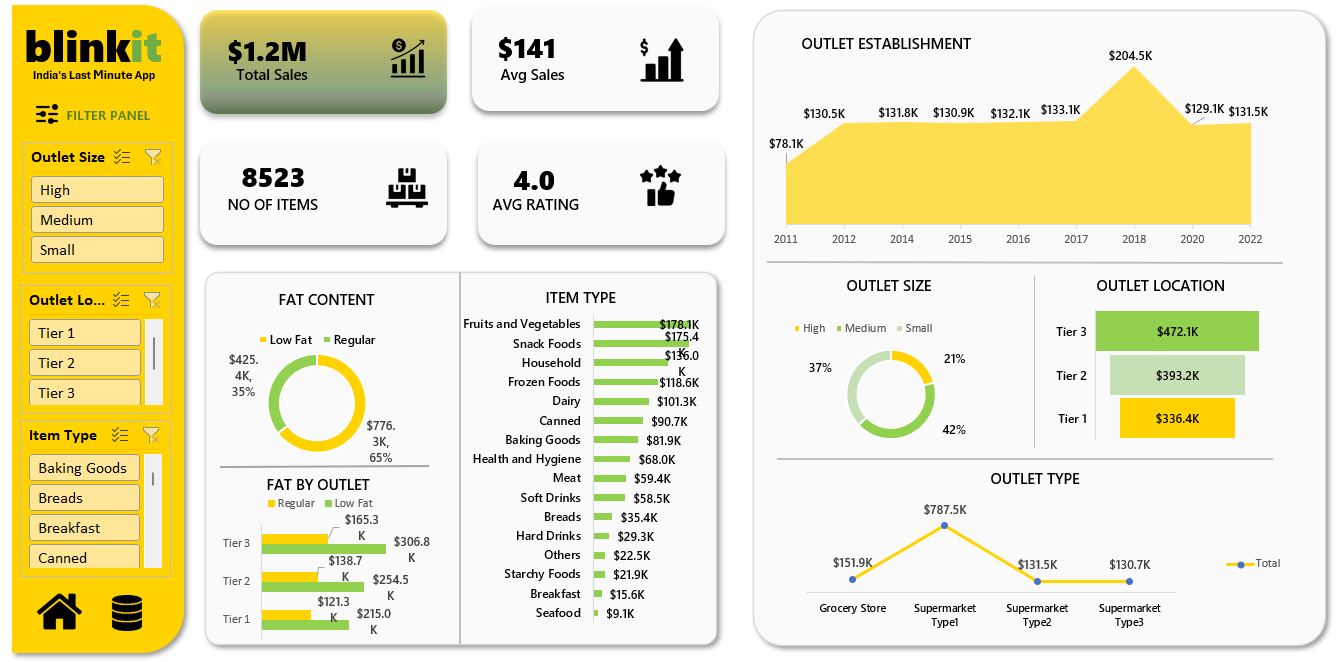 blinkit
India's Last Minute App
FILTER PANEL
Outlet Size
High
Medium
Small
Outlet Lo...
Tier 1
Tier 2
Tier 3
Item Type
Baking Goods
Breads
Breakfast
Canned
$1.2M
Total Sales
$141
Avg Sales
8523
NO OF ITEMS
4.0
AVG RATING
FAT CONTENT
Low Fat Regular
$425.
4K,
35%
$776.
3K,
65%
FAT BY OUTLET
Regular Low Fat
Tier 3
$165.3
K
$306.8
K
Tier 2
$138.7
K
$254.5
K
Tier 1
$121.3
K
$215.0
K
ITEM TYPE
Fruits and Vegetables $178.1K
Snack Foods $175.4
K
Household $136.0
K
Frozen Foods $118.6K
Dairy $101.3K
Canned $90.7K
Baking Goods $81.9K
Health and Hygiene $68.0K
Meat $59.4K
Soft Drinks $58.5K
Breads $35.4K
Hard Drinks $29.3K
Others $22.5K
Starchy Foods $21.9K
Breakfast $15.6K
Seafood $9.1K
OUTLET ESTABLISHMENT
$78.1K $130.5K $131.8K $130.9K $132.1K $133.1K $204.5K $129.1K $131.5K
2011 2012 2014 2015 2016 2017 2018 2020 2022
OUTLET SIZE
High Medium Small
37% 21%
42%
OUTLET LOCATION
Tier 3 $472.1K
Tier 2 $393.2K
Tier 1 $336.4K
OUTLET TYPE
$151.9K $787.5K $131.5K $130.7K
Total
Grocery Store Supermarket Supermarket Supermarket
Type1 Type2 Type3